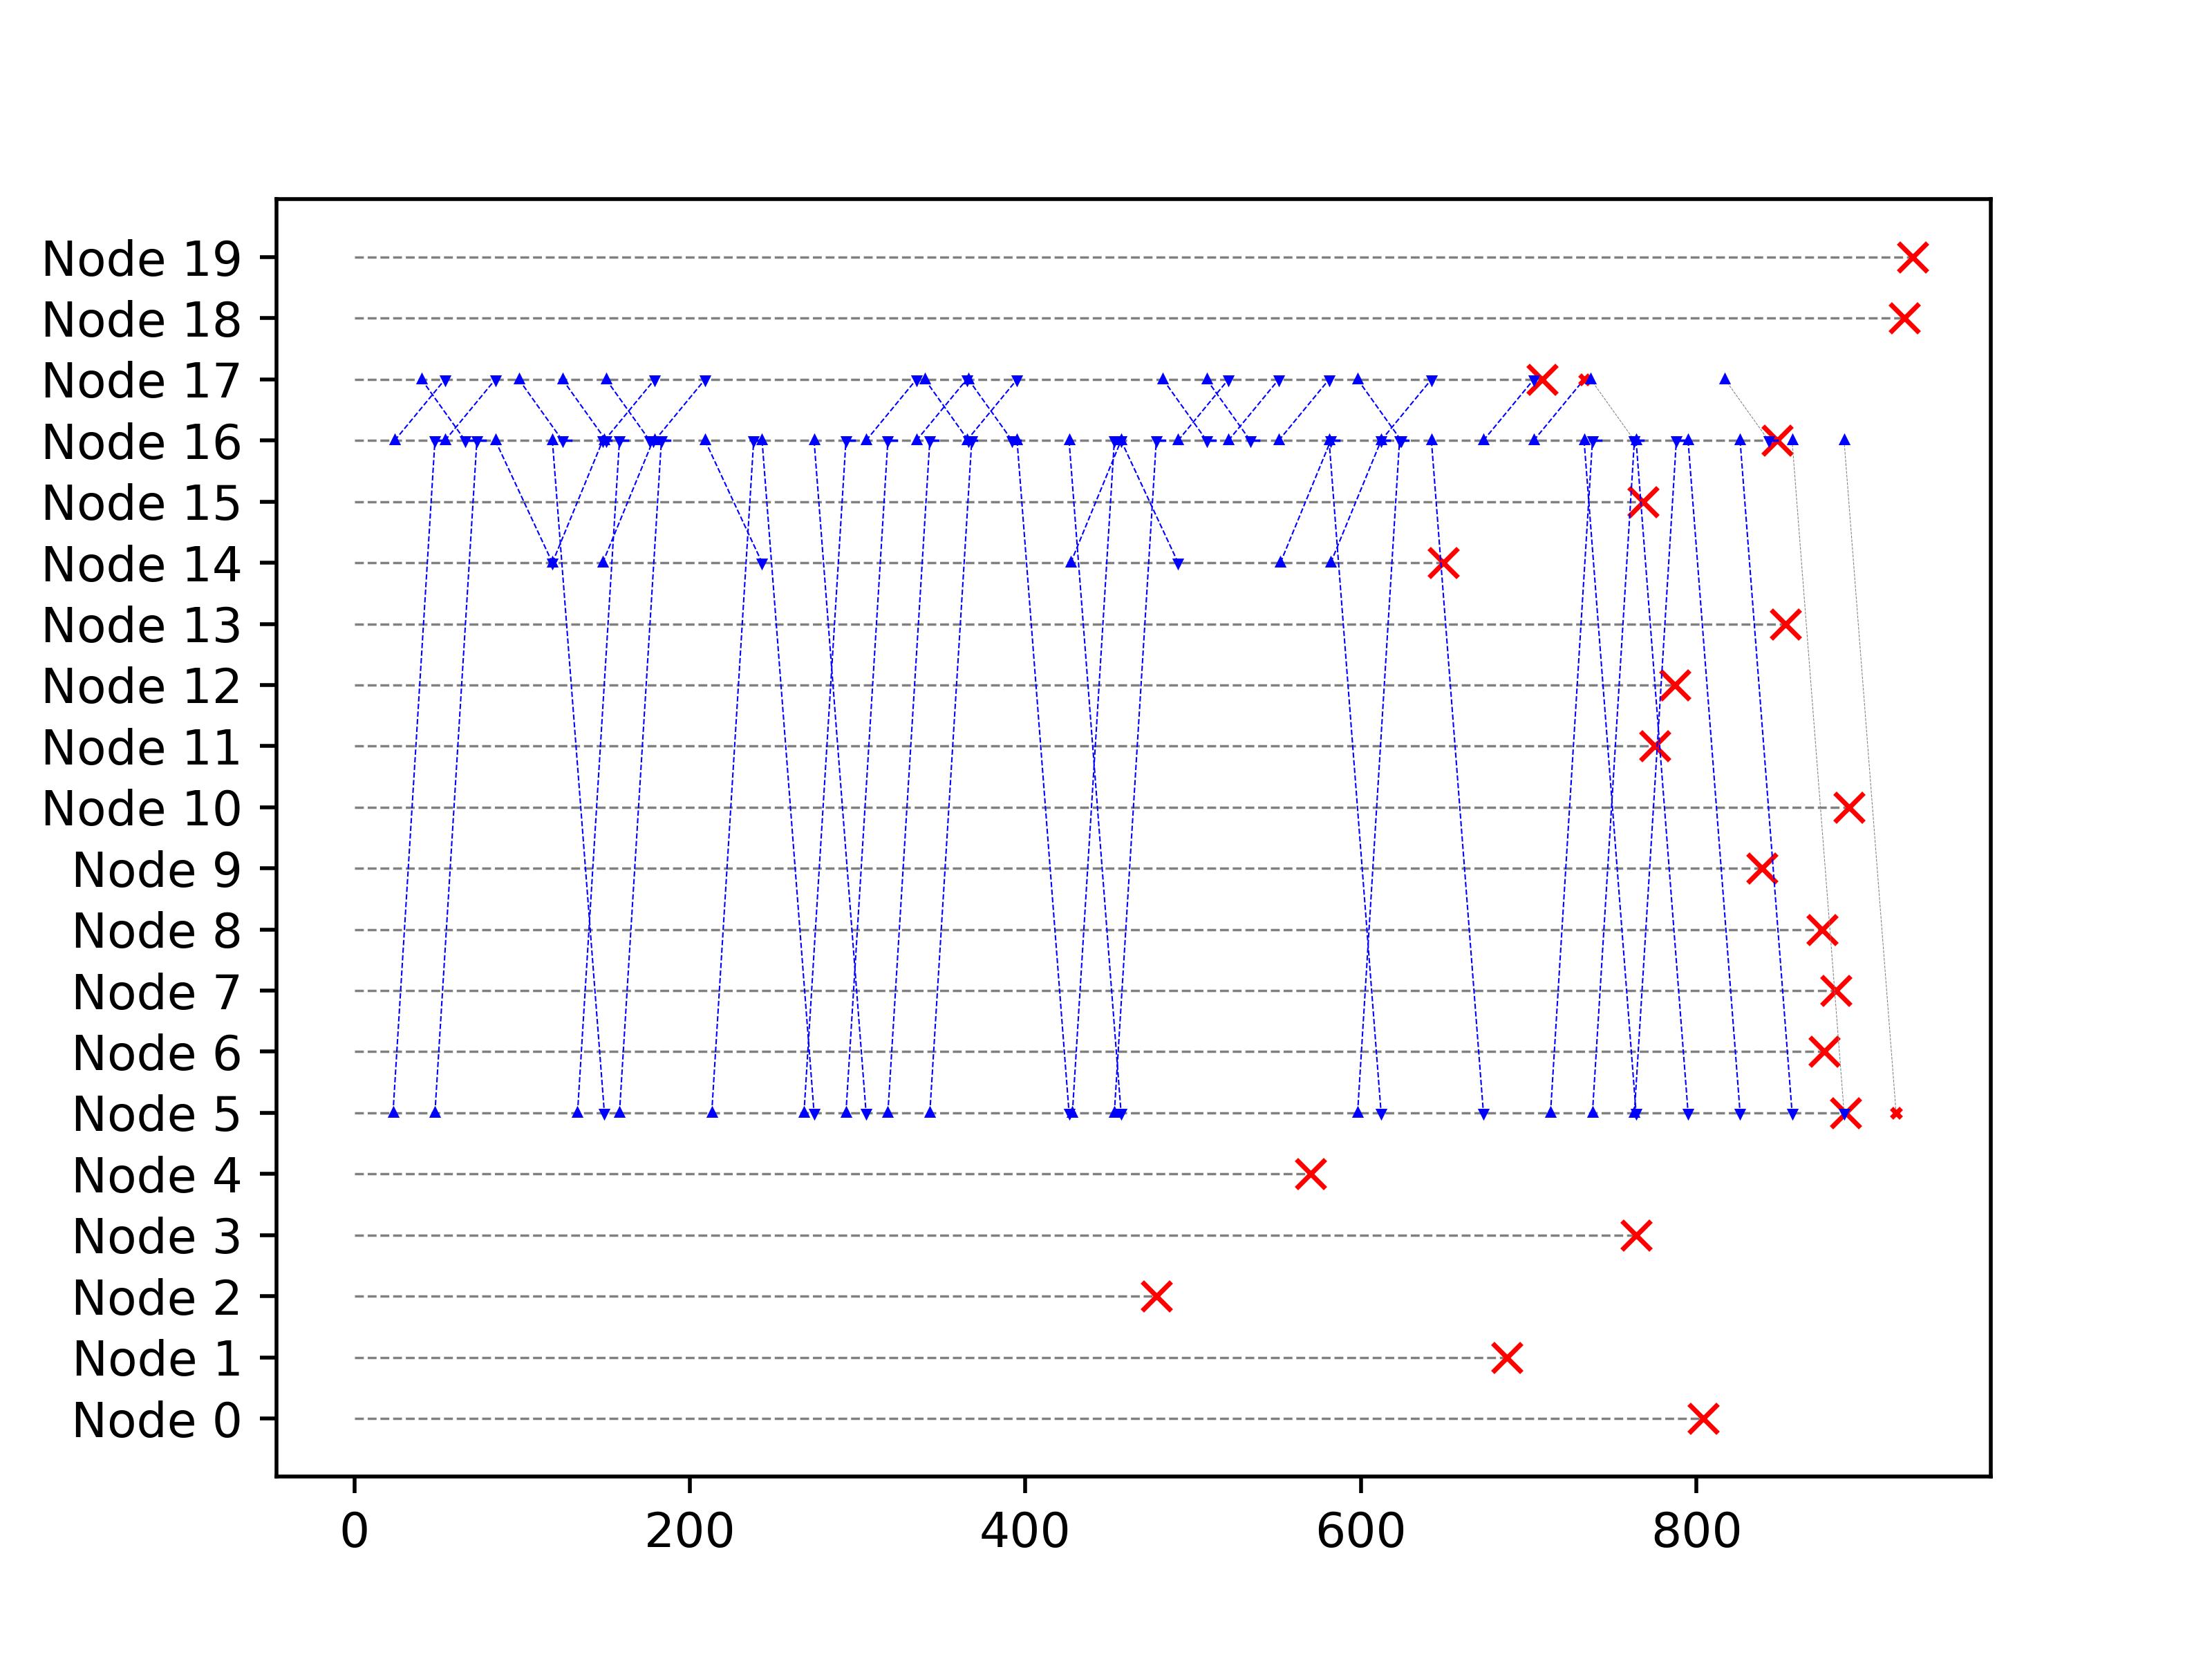 Node 19
Node 18
Node 17
Node 16
Node 15
Node 14
Node 13
Node 12
Node 11
Node 10
Node 9
Node 8
Node 7
Node 6
Node 5
Node 4
Node 3
Node 2
Node 1
Node 0
0 200 400 600 800